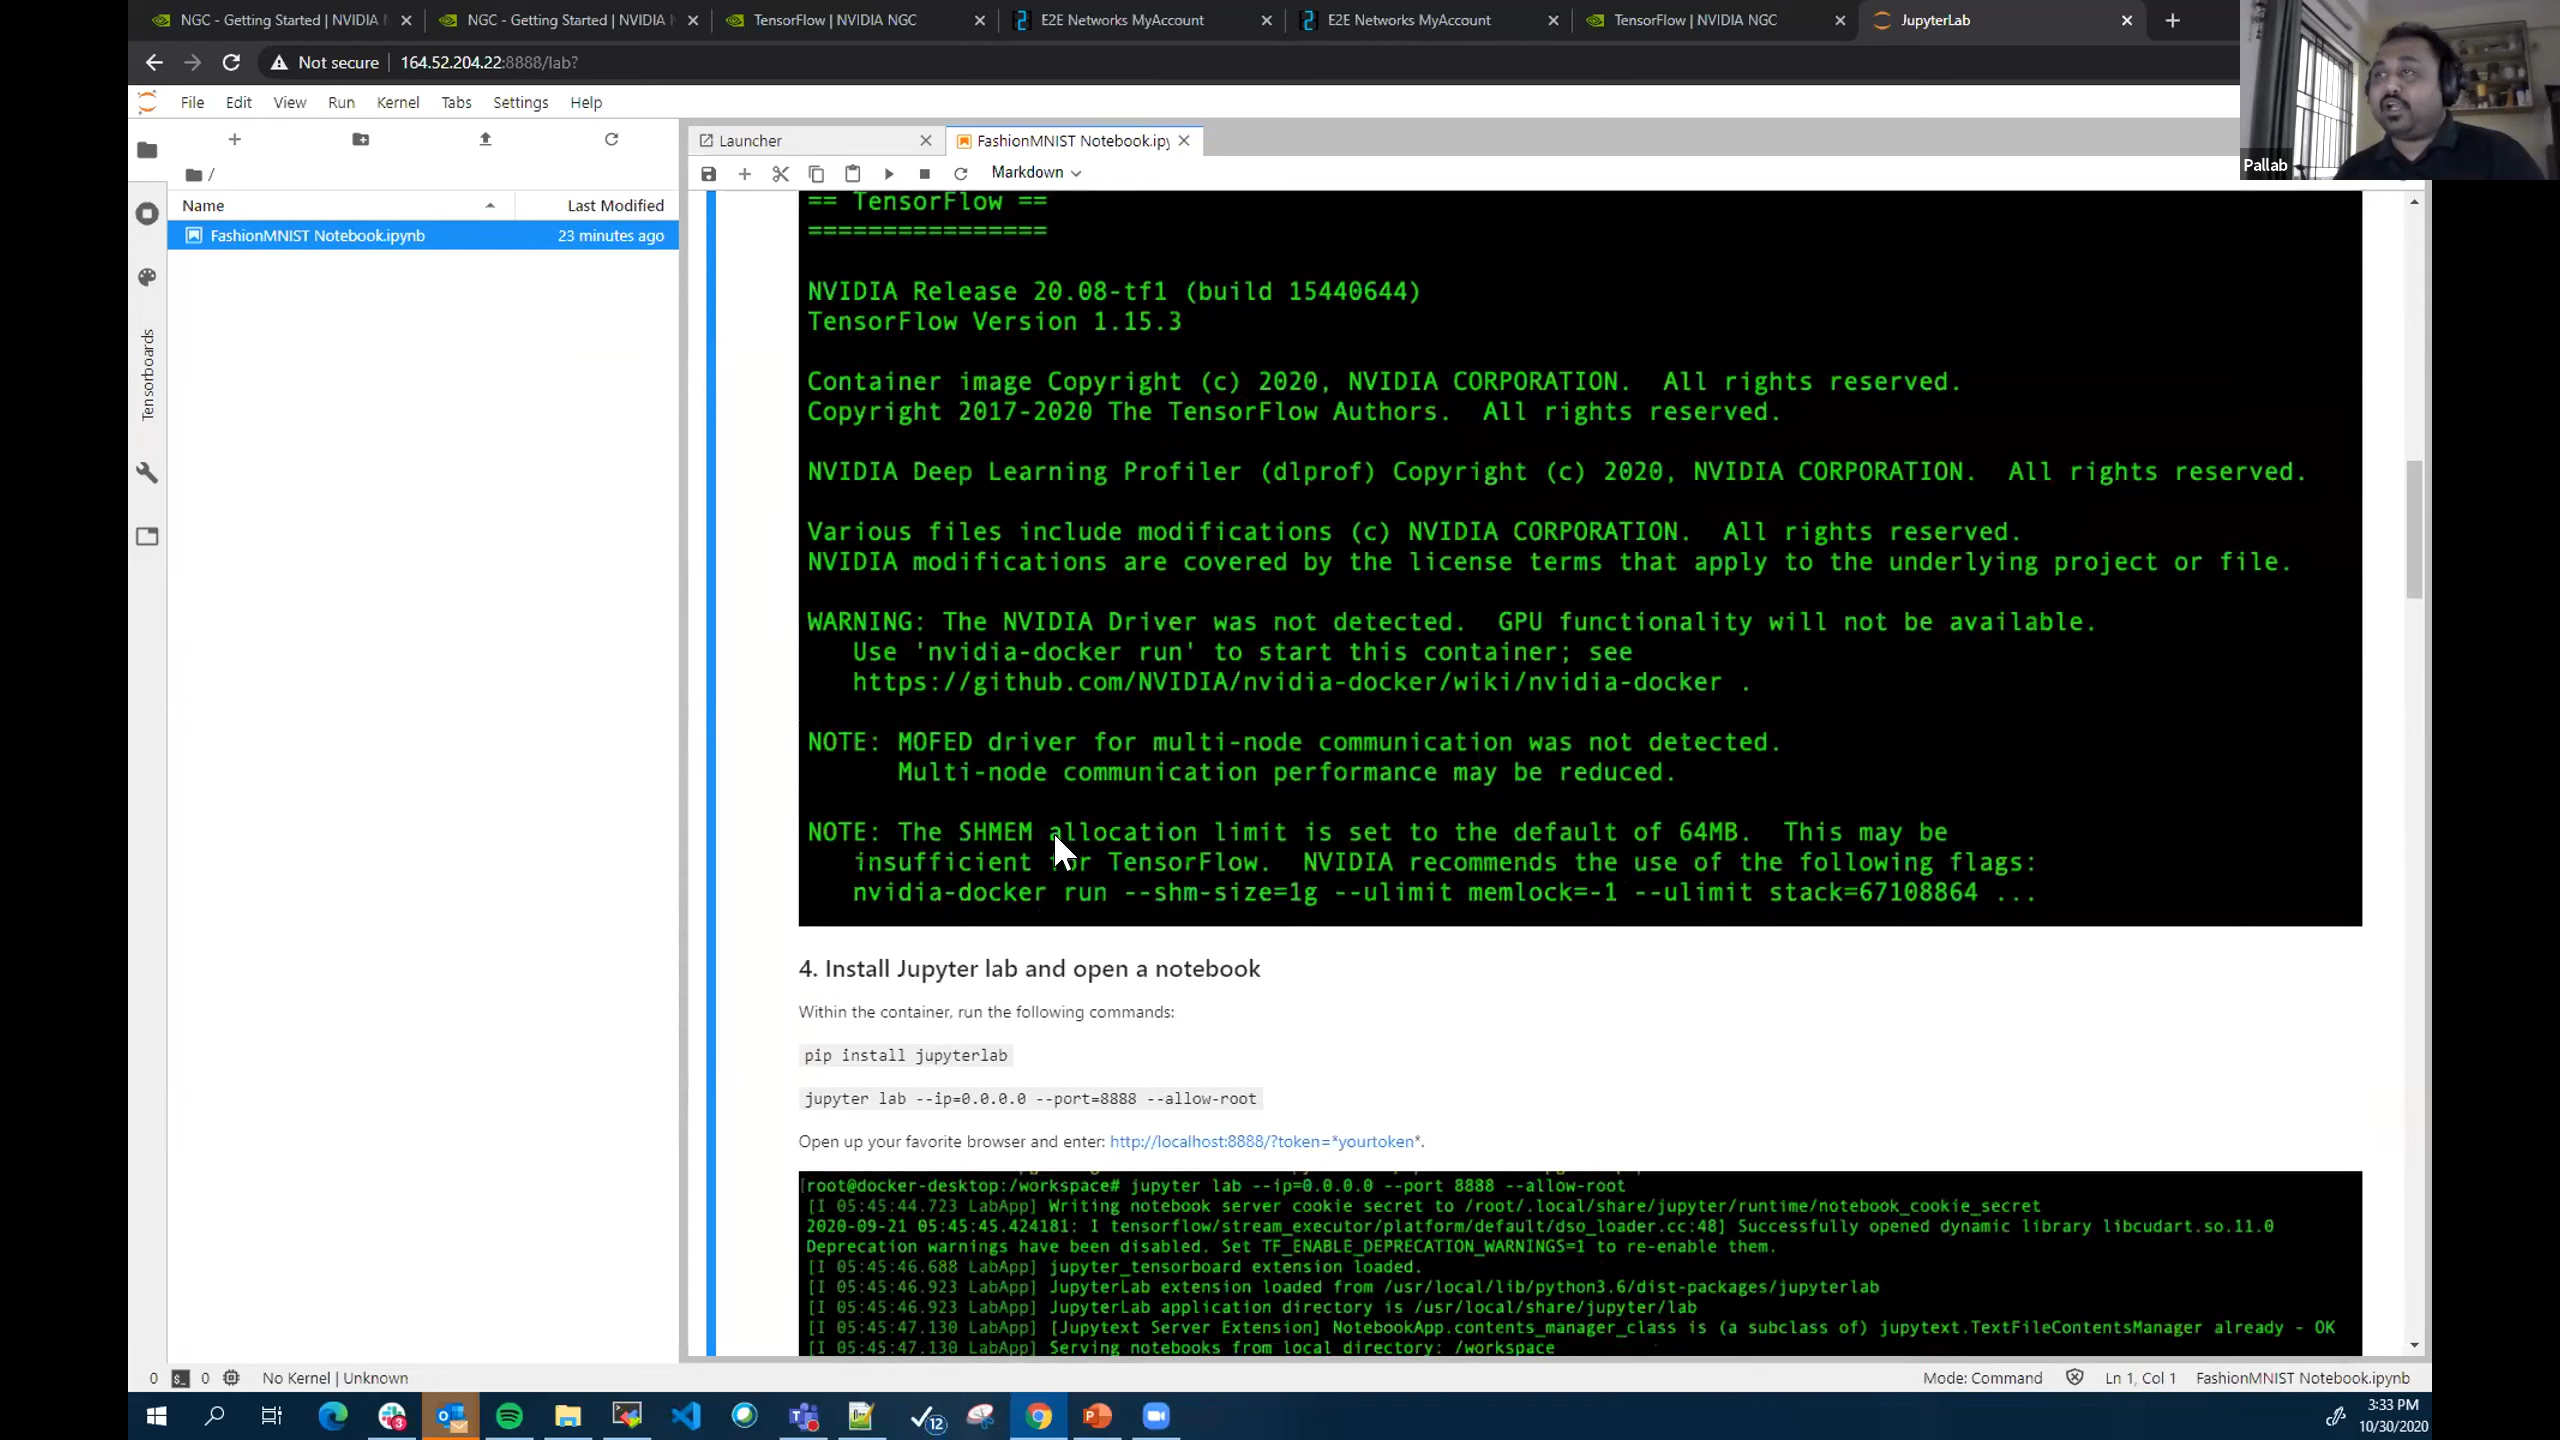 NGC - Getting Started | NVIDIA
NGC - Getting Started | NVIDIA
TensorFlow | NVIDIA NGC
E2E Networks MyAccount
E2E Networks MyAccount
TensorFlow | NVIDIA NGC
JupyterLab
Not secure | 164.52.204.22:8888/lab?
File Edit View Run Kernel Tabs Settings Help
Pallab
Launcher
FashionMNIST Notebook.ipy
Markdown
/
Name Last Modified
FashionMNIST Notebook.ipynb 23 minutes ago
Tensorboards
== TensorFlow ==
================
NVIDIA Release 20.08-tf1 (build 15440644)
TensorFlow Version 1.15.3
Container image Copyright (c) 2020, NVIDIA CORPORATION. All rights reserved.
Copyright 2017-2020 The TensorFlow Authors. All rights reserved.
NVIDIA Deep Learning Profiler (dlprof) Copyright (c) 2020, NVIDIA CORPORATION. All rights reserved.
Various files include modifications (c) NVIDIA CORPORATION. All rights reserved.
NVIDIA modifications are covered by the license terms that apply to the underlying project or file.
WARNING: The NVIDIA Driver was not detected. GPU functionality will not be available.
Use 'nvidia-docker run' to start this container; see
https://github.com/NVIDIA/nvidia-docker/wiki/nvidia-docker .
NOTE: MOFED driver for multi-node communication was not detected.
Multi-node communication performance may be reduced.
NOTE: The SHMEM allocation limit is set to the default of 64MB. This may be
insufficient for TensorFlow. NVIDIA recommends the use of the following flags:
nvidia-docker run --shm-size=1g --ulimit memlock=-1 --ulimit stack=67108864 ...
4. Install Jupyter lab and open a notebook
Within the container, run the following commands:
pip install jupyterlab
jupyter lab --ip=0.0.0.0 --port=8888 --allow-root
Open up your favorite browser and enter: http://localhost:8888/?token=*yourtoken*.
[root@docker-desktop:/workspace# jupyter lab --ip=0.0.0.0 --port 8888 --allow-root
[I 05:45:44.723 LabApp] Writing notebook server cookie secret to /root/.local/share/jupyter/runtime/notebook_cookie_secret
2020-09-21 05:45:45.424181: I tensorflow/stream_executor/platform/default/dso_loader.cc:48] Successfully opened dynamic library libcudart.so.11.0
Deprecation warnings have been disabled. Set TF_ENABLE_DEPRECATION_WARNINGS=1 to re-enable them.
[I 05:45:46.688 LabApp] jupyter_tensorboard extension loaded.
[I 05:45:46.923 LabApp] JupyterLab extension loaded from /usr/local/lib/python3.6/dist-packages/jupyterlab
[I 05:45:46.923 LabApp] JupyterLab application directory is /usr/local/share/jupyter/lab
[I 05:45:47.130 LabApp] [Jupytext Server Extension] NotebookApp.contents_manager_class is (a subclass of) jupytext.TextFileContentsManager already - OK
[I 05:45:47.130 LabApp] Serving notebooks from local directory: /workspace
0 0 No Kernel | Unknown Mode: Command Ln 1, Col 1 FashionMNIST Notebook.ipynb
3
12
3:33 PM
10/30/2020